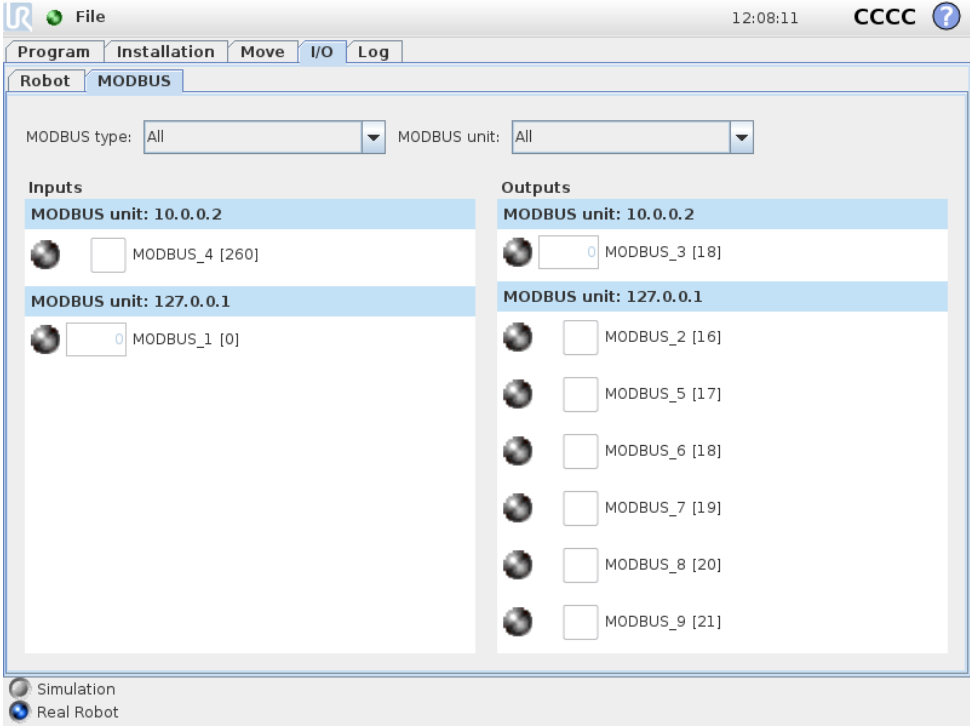 UR File 12:08:11 CCCC ?
Program Installation Move I/O Log
Robot MODBUS
MODBUS type: All MODBUS unit: All
Inputs
MODBUS unit: 10.0.0.2
MODBUS_4 [260]
MODBUS unit: 127.0.0.1
0 MODBUS_1 [0]
Outputs
MODBUS unit: 10.0.0.2
0 MODBUS_3 [18]
MODBUS unit: 127.0.0.1
MODBUS_2 [16]
MODBUS_5 [17]
MODBUS_6 [18]
MODBUS_7 [19]
MODBUS_8 [20]
MODBUS_9 [21]
Simulation
Real Robot